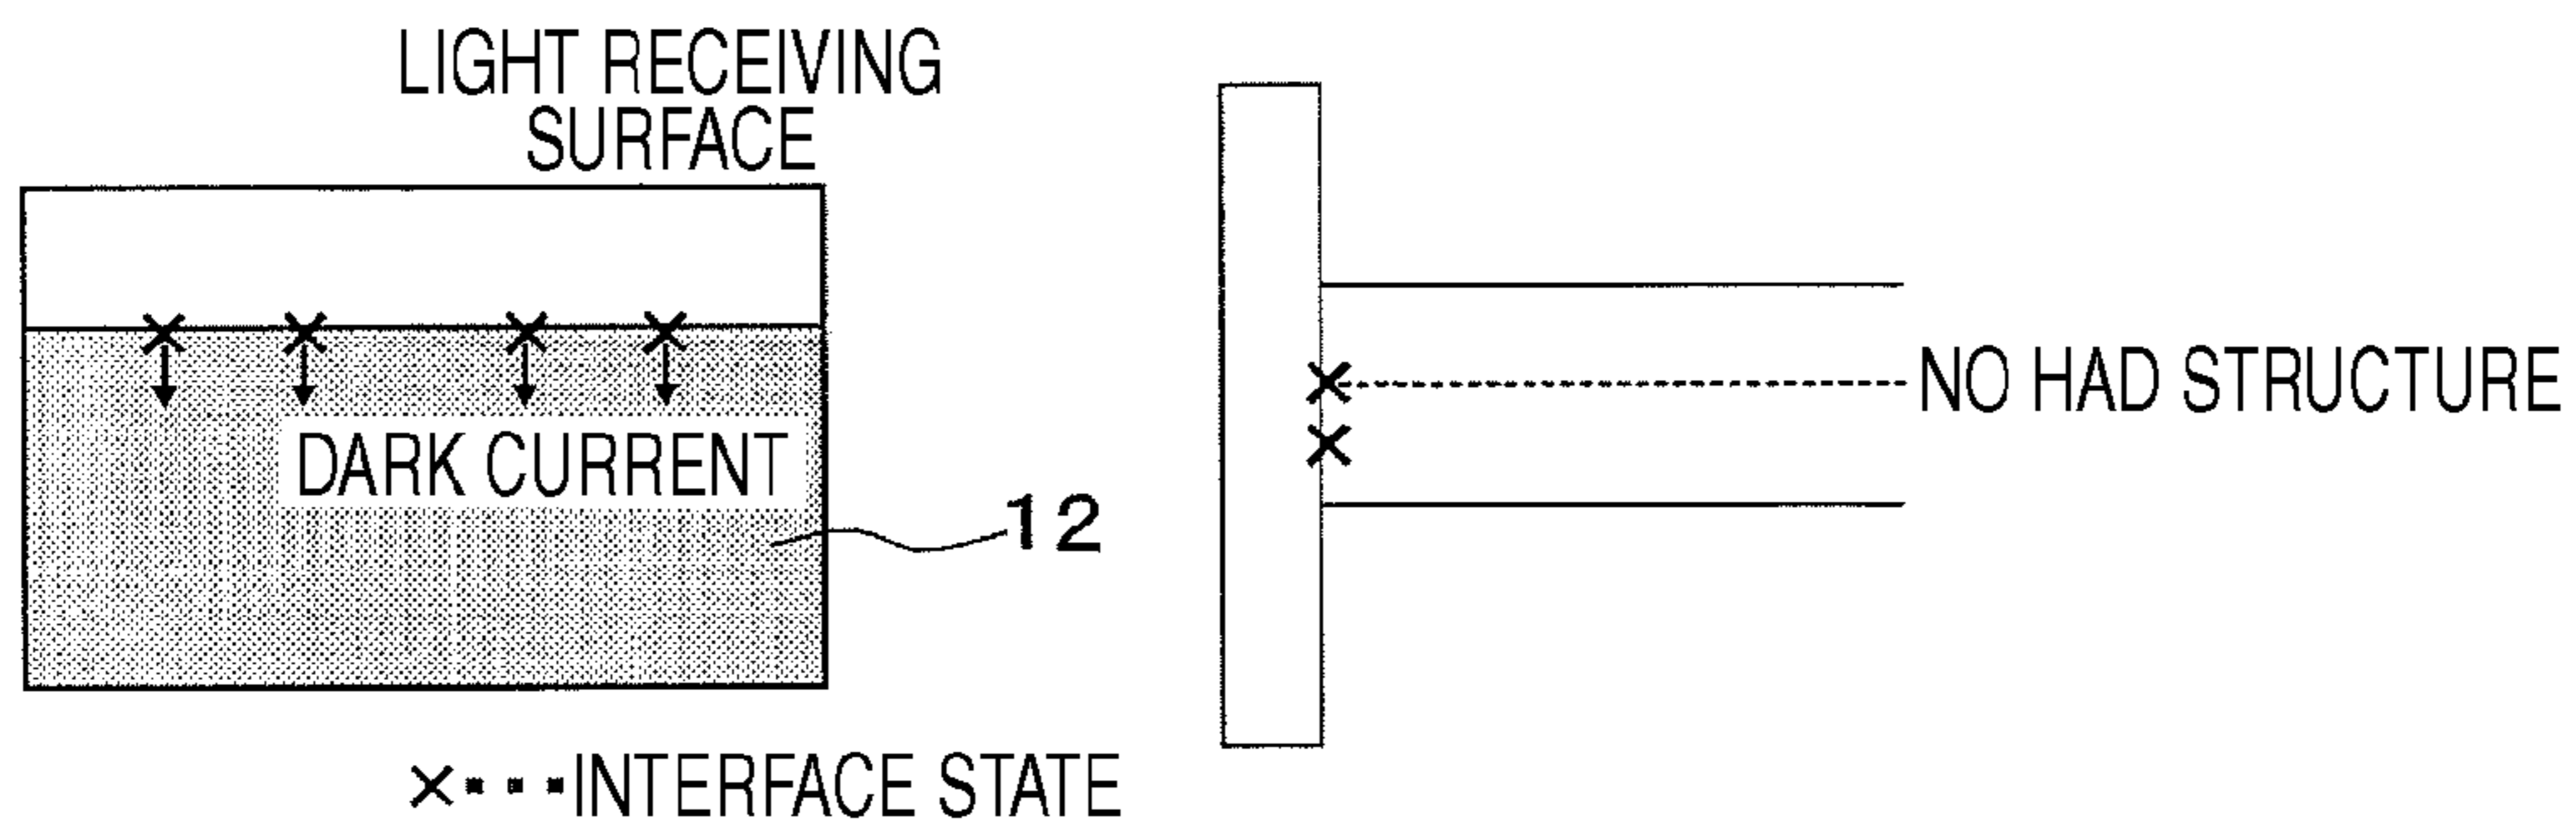 LIGHT RECEIVING
SURFACE
DARK CURRENT
12
NO HAD STRUCTURE
×···INTERFACE STATE